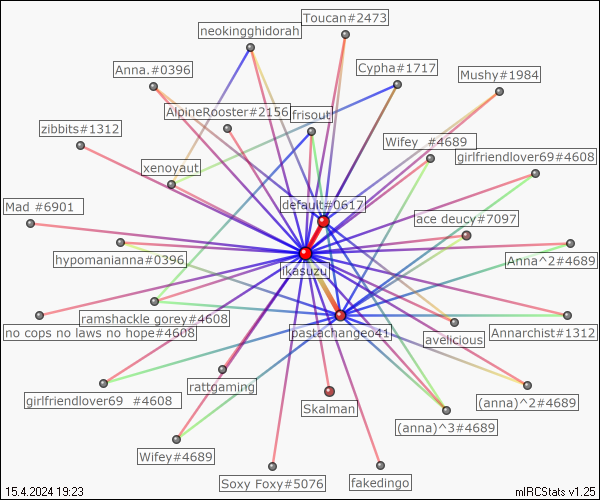 Toucan#2473
neokingghidorah
Cypha#1717
Anna.#0396
Mushy#1984
AlpineRooster#2156
frisout
zibbits#1312
Wifey  #4689
girlfriendlover69#4608
xenoyaut
default#0617
Mad #6901
ace deucy#7097
hypomanianna#0396
Anna^2#4689
ikasuzu
ramshackle gorey#4608
no cops no laws no hope#4608
pastachangeo41
avelicious
Annarchist#1312
rattgaming
girlfriendlover69  #4608
Skalman
(anna)^2#4689
(anna)^3#4689
Wifey#4689
Soxy Foxy#5076
fakedingo
15.4.2024 19:23
mIRCStats v1.25